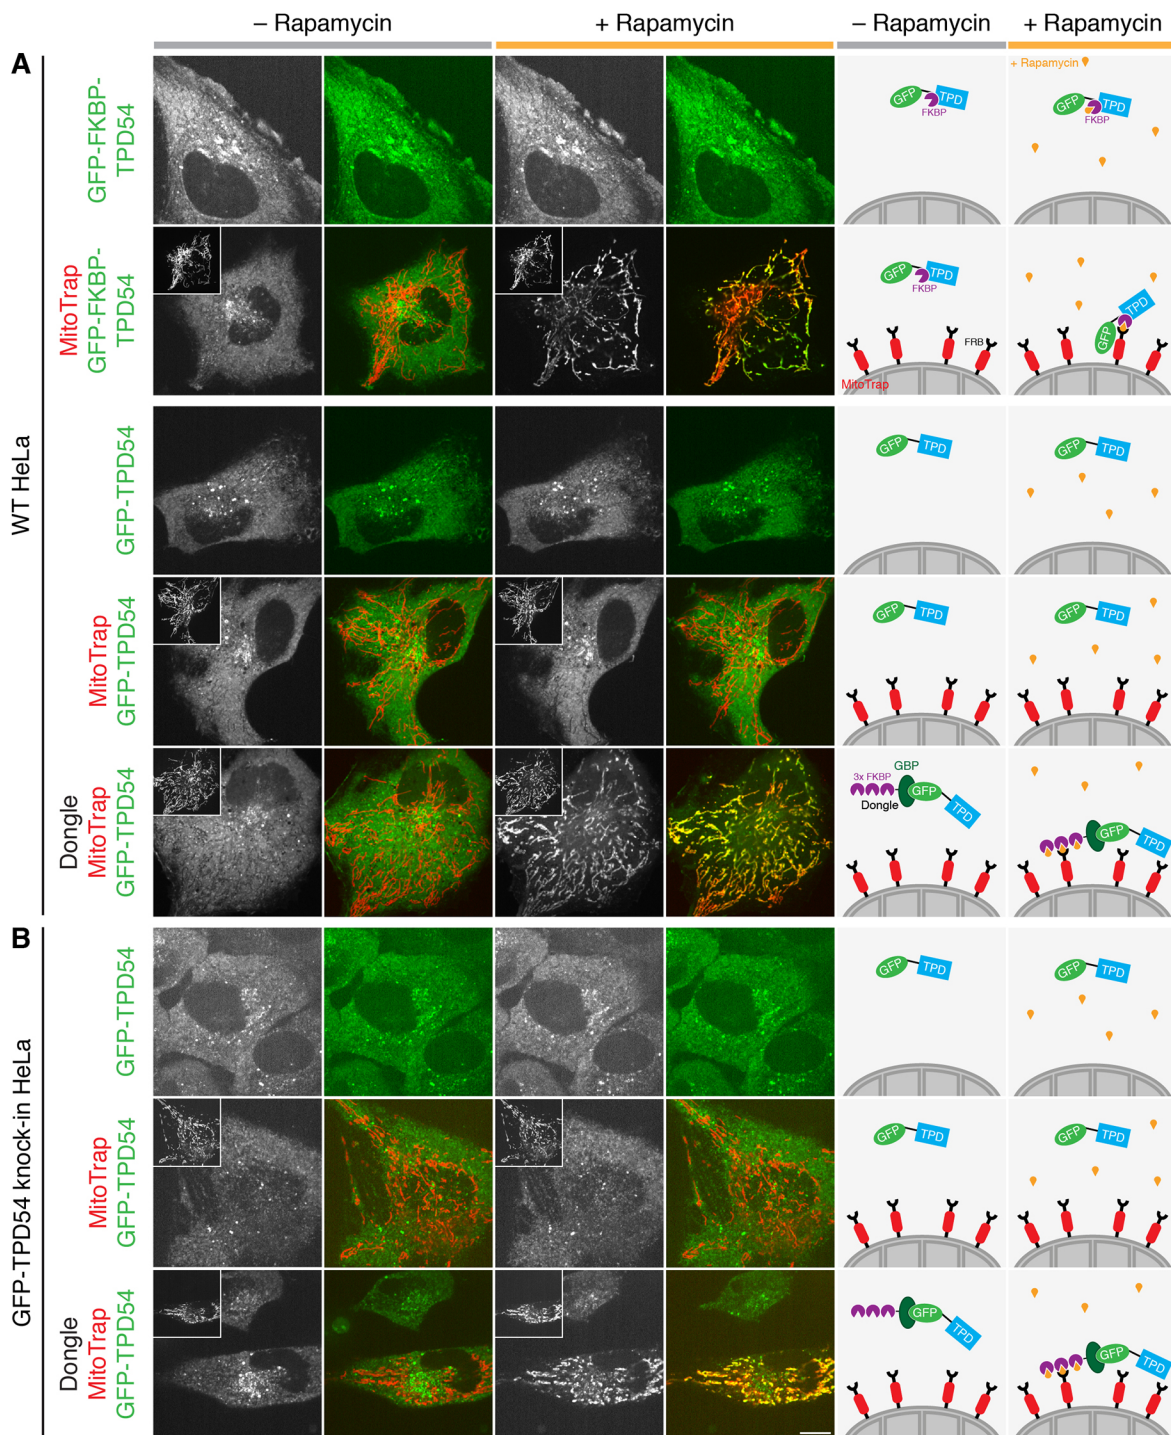 – Rapamycin
+ Rapamycin
– Rapamycin
+ Rapamycin
A
WT HeLa
GFP-FKBP-
TPD54
GFP
TPD
FKBP
+ Rapamycin
GFP
TPD
FKBP
MitoTrap
GFP-FKBP-
TPD54
GFP
TPD
FKBP
FRB
MitoTrap
TPD
GFP
GFP-TPD54
GFP
TPD
GFP
TPD
MitoTrap
GFP-TPD54
GFP
TPD
GFP
TPD
Dongle
MitoTrap
GFP-TPD54
GBP
3x FKBP
GFP
Dongle
TPD
GFP
TPD
B
GFP-TPD54 knock-in HeLa
GFP-TPD54
GFP
TPD
GFP
TPD
MitoTrap
GFP-TPD54
GFP
TPD
GFP
TPD
Dongle
MitoTrap
GFP-TPD54
GFP
TPD
GFP
TPD